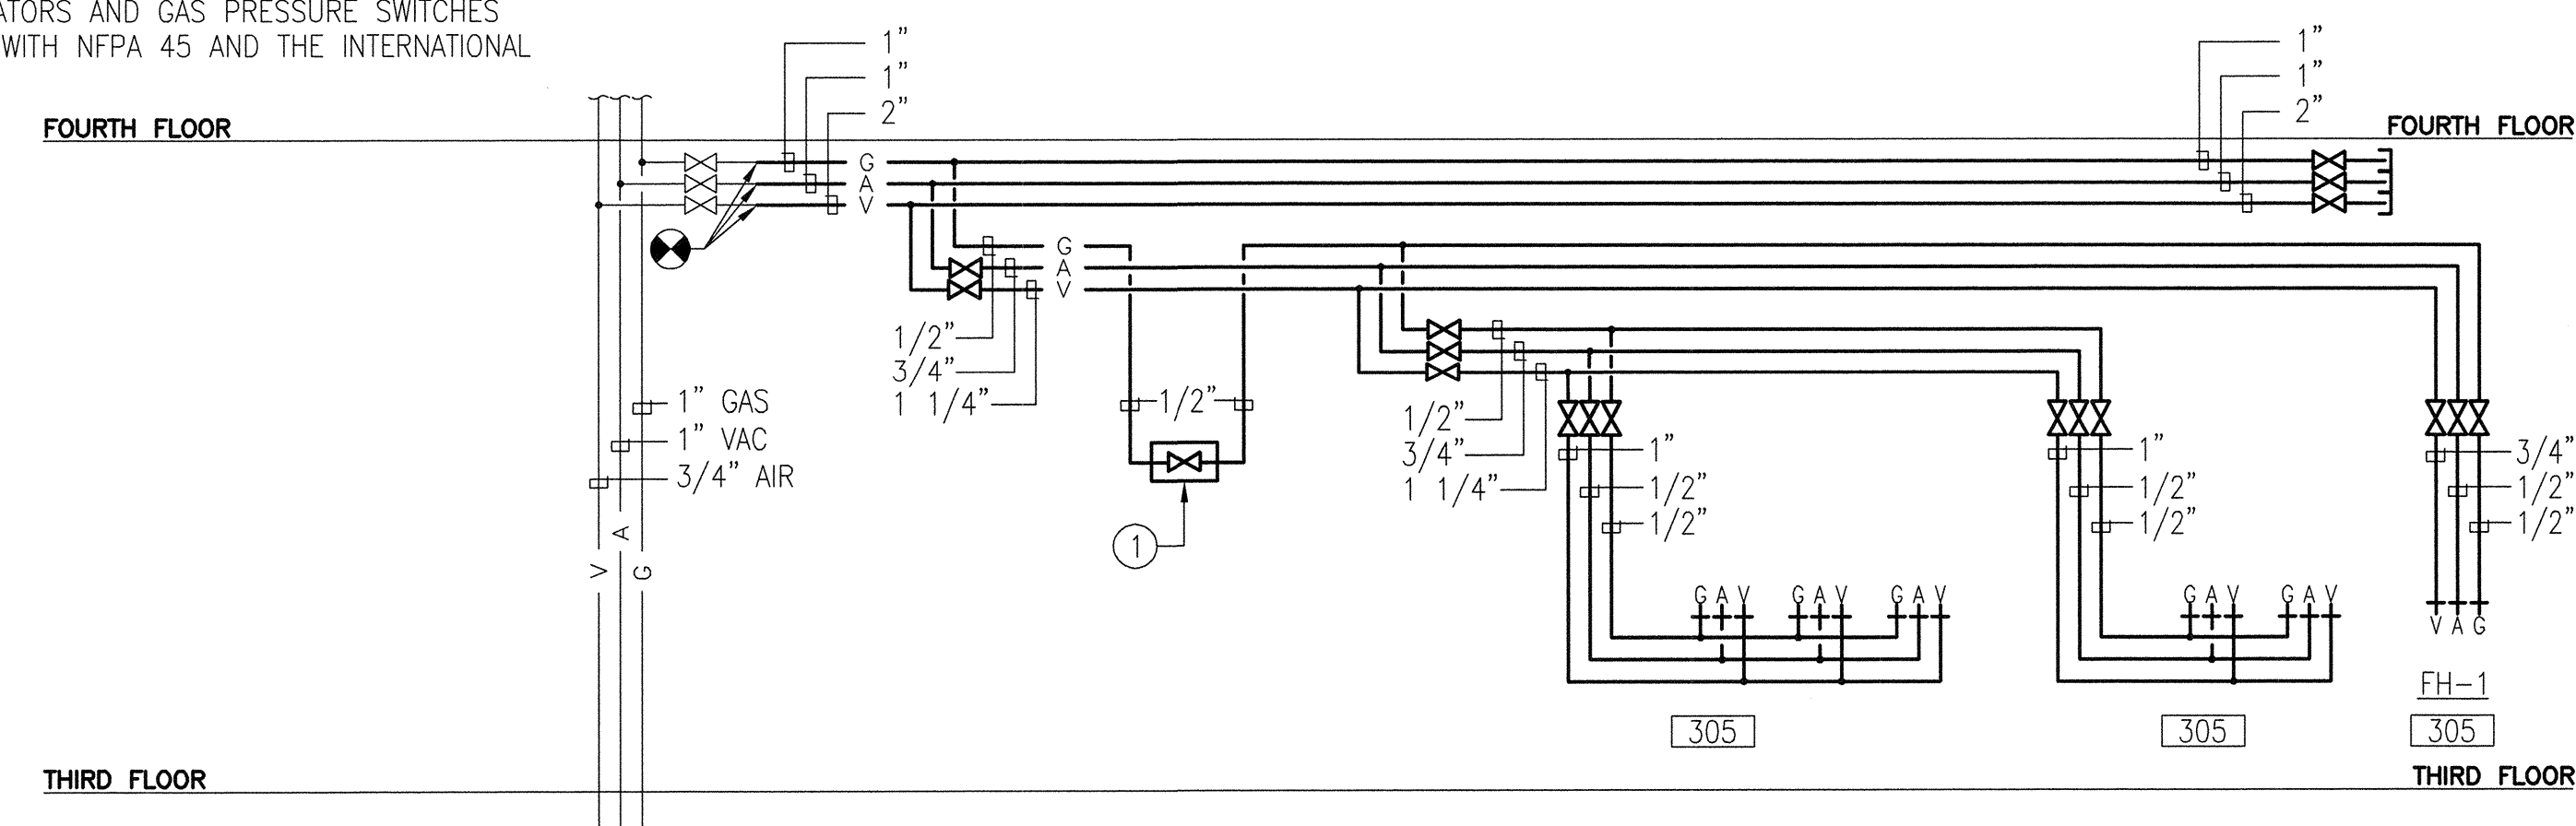 ATORS AND GAS PRESSURE SWITCHES
WITH NFPA 45 AND THE INTERNATIONAL
1" 1"
1" 1"
2" 2"
FOURTH FLOOR FOURTH FLOOR
G
A
V
G
A
V
1/2"
3/4"
1 1/4"
1/2"
1/2"
3/4"
1 1/4"
1" GAS
1" VAC
3/4" AIR
1" 1" 3/4"
1/2" 1/2" 1/2"
1/2" 1/2" 1/2"
1
V A G
G A V G A V G A V G A V G A V
V A G
FH-1
305 305 305
THIRD FLOOR THIRD FLOOR